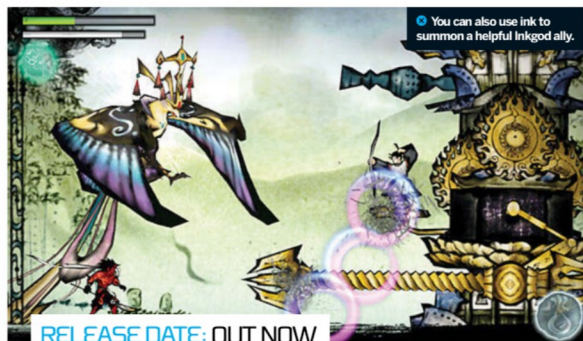 You can also use ink to
summon a helpful Inkgod ally.
RELEASE DATE: OUT NOW